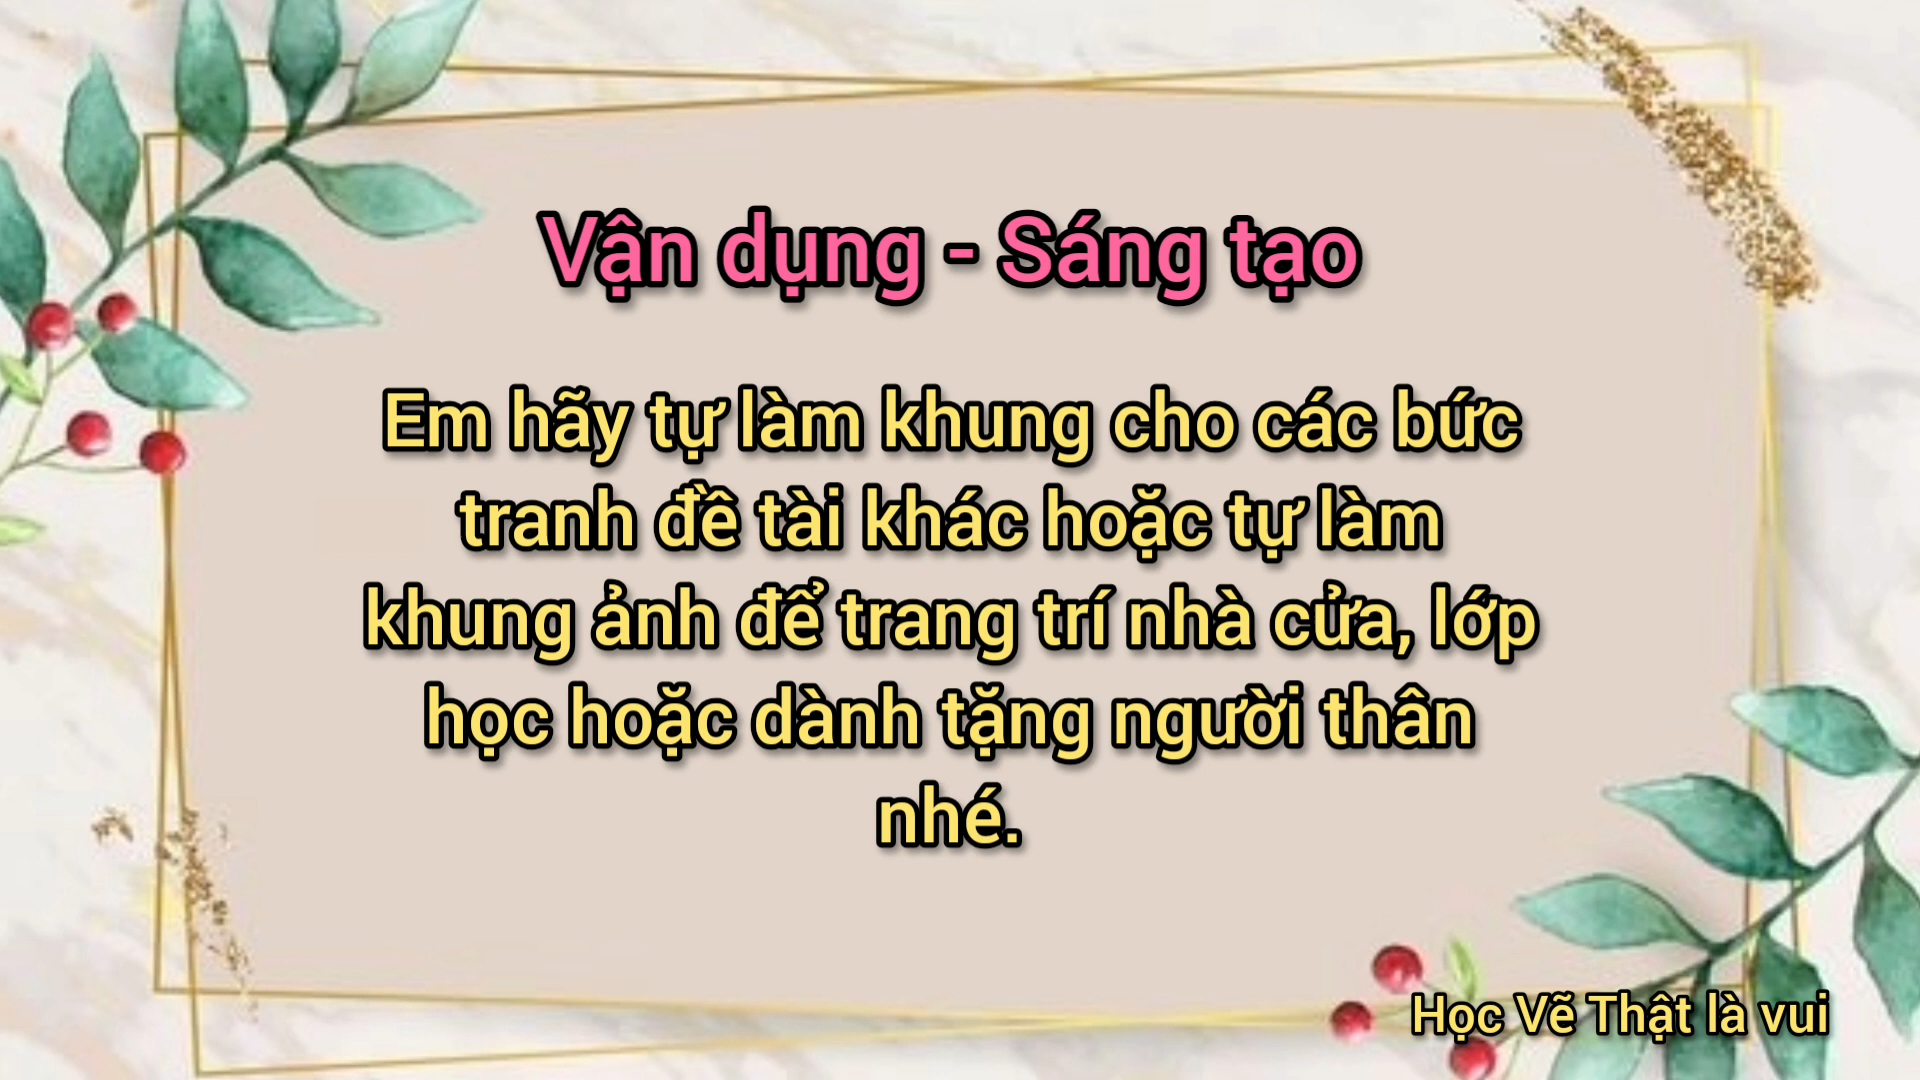 Vận dụng - Sáng tạo
Em hãy tự làm khung cho các bức
tranh đề tài khác hoặc tự làm
khung ảnh để trang trí nhà cửa, lớp
học hoặc dành tặng người thân
nhé.
Học Vẽ Thật là vui